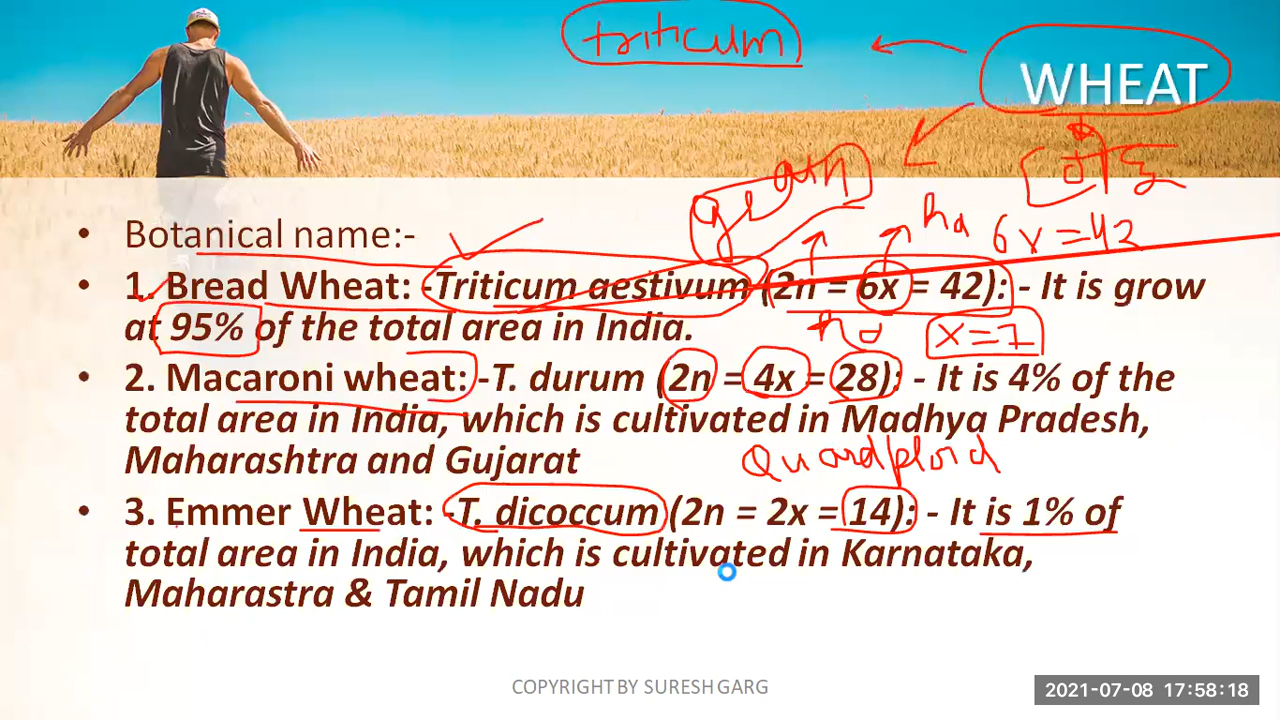 triticum
WHEAT
• Botanical name:-
• 1. Bread Wheat: -Triticum aestivum (2n = 6x = 42): - It is grow
at 95% of the total area in India.
6x = 42
x=7
• 2. Macaroni wheat: -T. durum (2n = 4x = 28): - It is 4% of the
total area in India, which is cultivated in Madhya Pradesh,
Maharashtra and Gujarat
Quardploid
• 3. Emmer Wheat: -T. dicoccum (2n = 2x = 14): - It is 1% of
total area in India, which is cultivated in Karnataka,
Maharastra & Tamil Nadu
COPYRIGHT BY SURESH GARG
2021-07-08 17:58:18